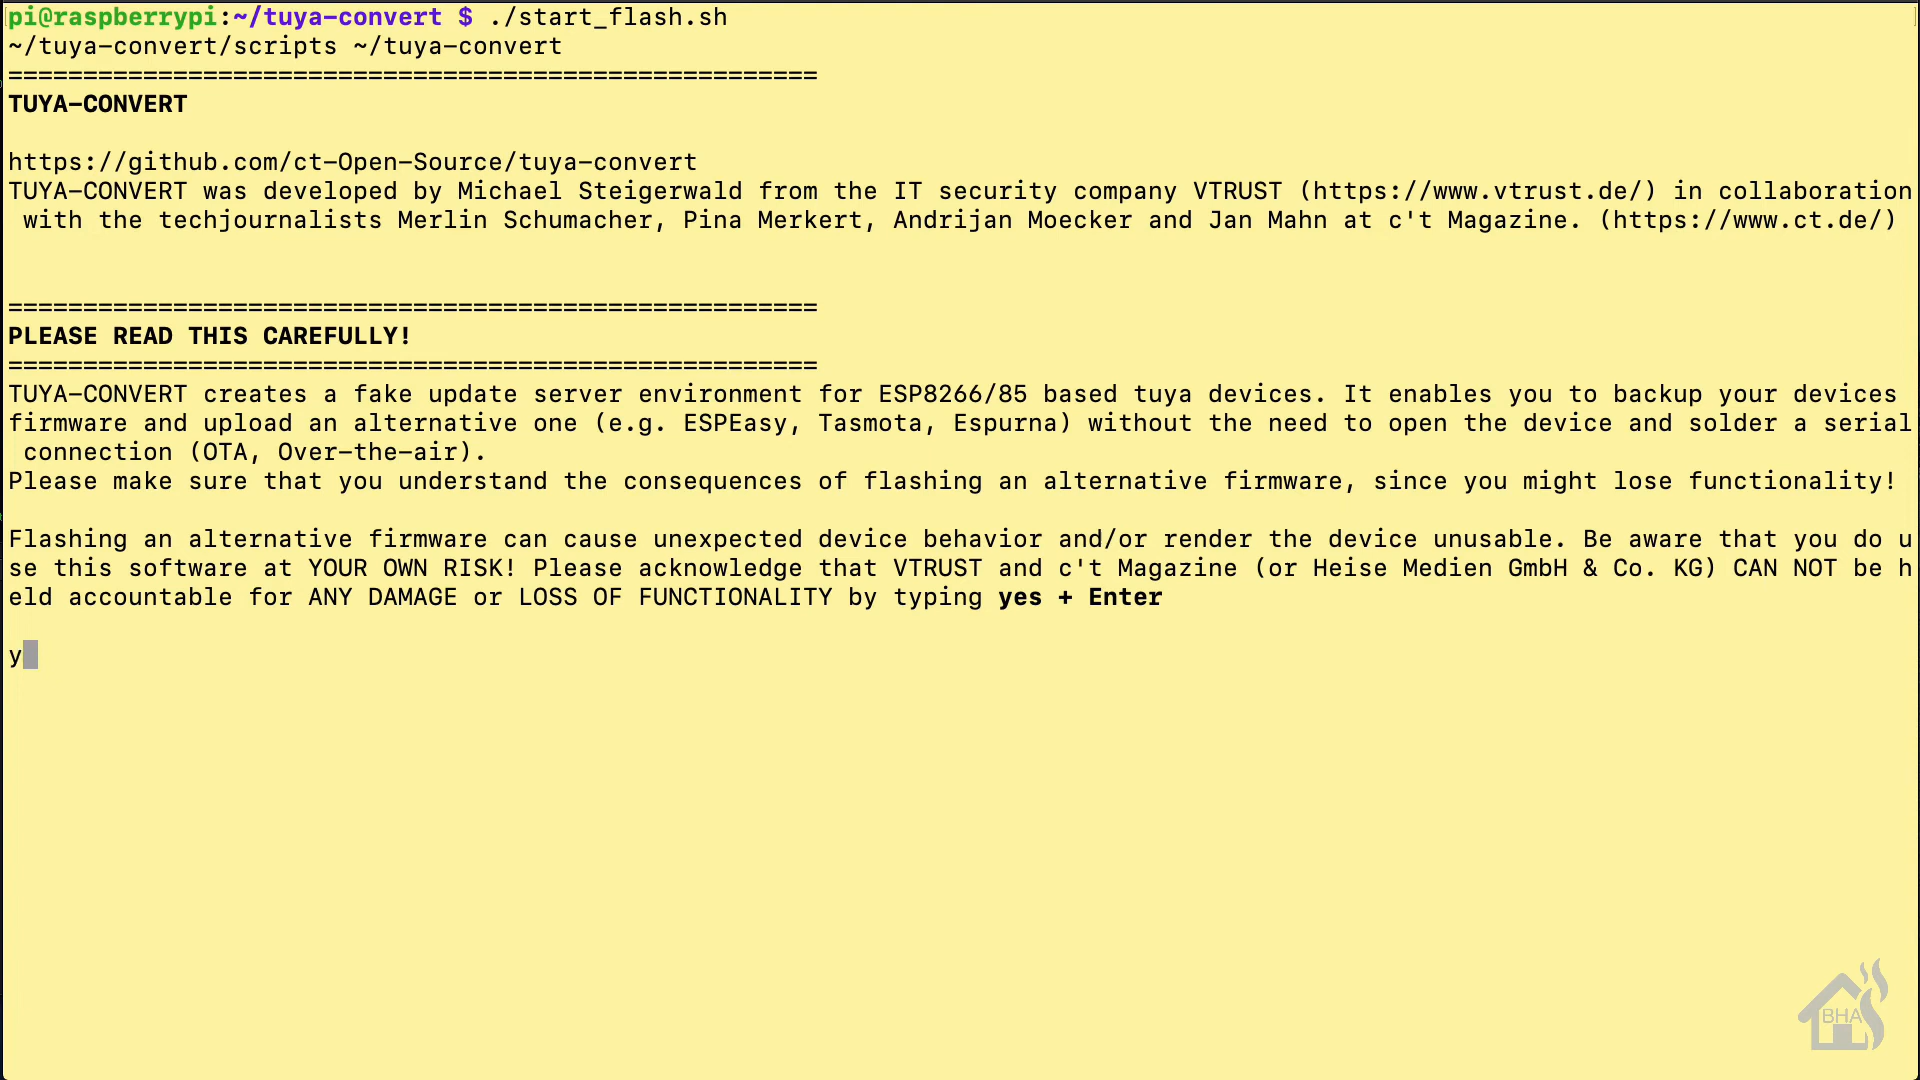 pi@raspberrypi:~/tuya-convert $ ./start_flash.sh
~/tuya-convert/scripts ~/tuya-convert
======================================================
TUYA-CONVERT
https://github.com/ct-Open-Source/tuya-convert
TUYA-CONVERT was developed by Michael Steigerwald from the IT security company VTRUST (https://www.vtrust.de/) in collaboration
with the techjournalists Merlin Schumacher, Pina Merkert, Andrijan Moecker and Jan Mahn at c't Magazine. (https://www.ct.de/)
======================================================
PLEASE READ THIS CAREFULLY!
======================================================
TUYA-CONVERT creates a fake update server environment for ESP8266/85 based tuya devices. It enables you to backup your devices
firmware and upload an alternative one (e.g. ESPEasy, Tasmota, Espurna) without the need to open the device and solder a serial
connection (OTA, Over-the-air).
Please make sure that you understand the consequences of flashing an alternative firmware, since you might lose functionality!
Flashing an alternative firmware can cause unexpected device behavior and/or render the device unusable. Be aware that you do u
se this software at YOUR OWN RISK! Please acknowledge that VTRUST and c't Magazine (or Heise Medien GmbH & Co. KG) CAN NOT be h
eld accountable for ANY DAMAGE or LOSS OF FUNCTIONALITY by typing yes + Enter
y
BHA